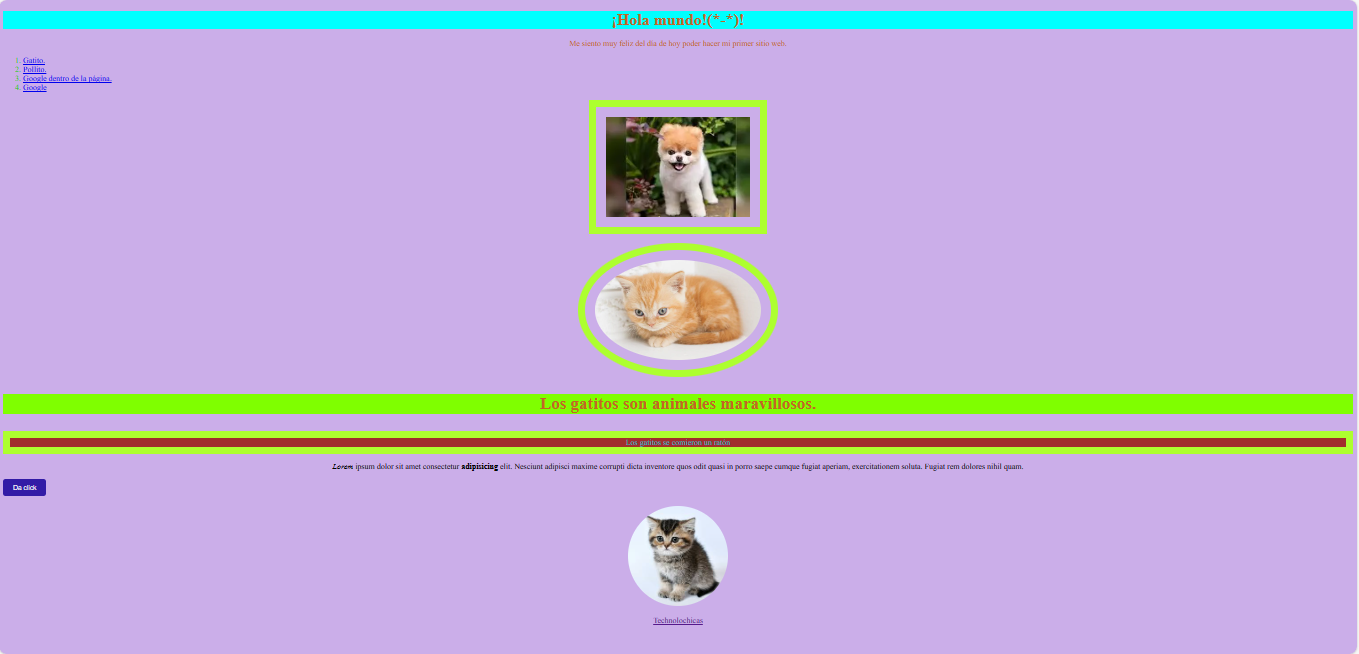 ¡Hola mundo!(*-*)!
Me siento muy feliz del día de hoy poder hacer mi primer sitio web.
1. Gatito.
2. Pollito.
3. Google dentro de la página.
4. Google
Los gatitos son animales maravillosos.
Los gatitos se comieron un ratón
Lorem ipsum dolor sit amet consectetur adipisicing elit. Nesciunt adipisci maxime corrupti dicta inventore quos odit quasi in porro saepe cumque fugiat aperiam, exercitationem soluta. Fugiat rem dolores nihil quam.
Da click
Technolochicas